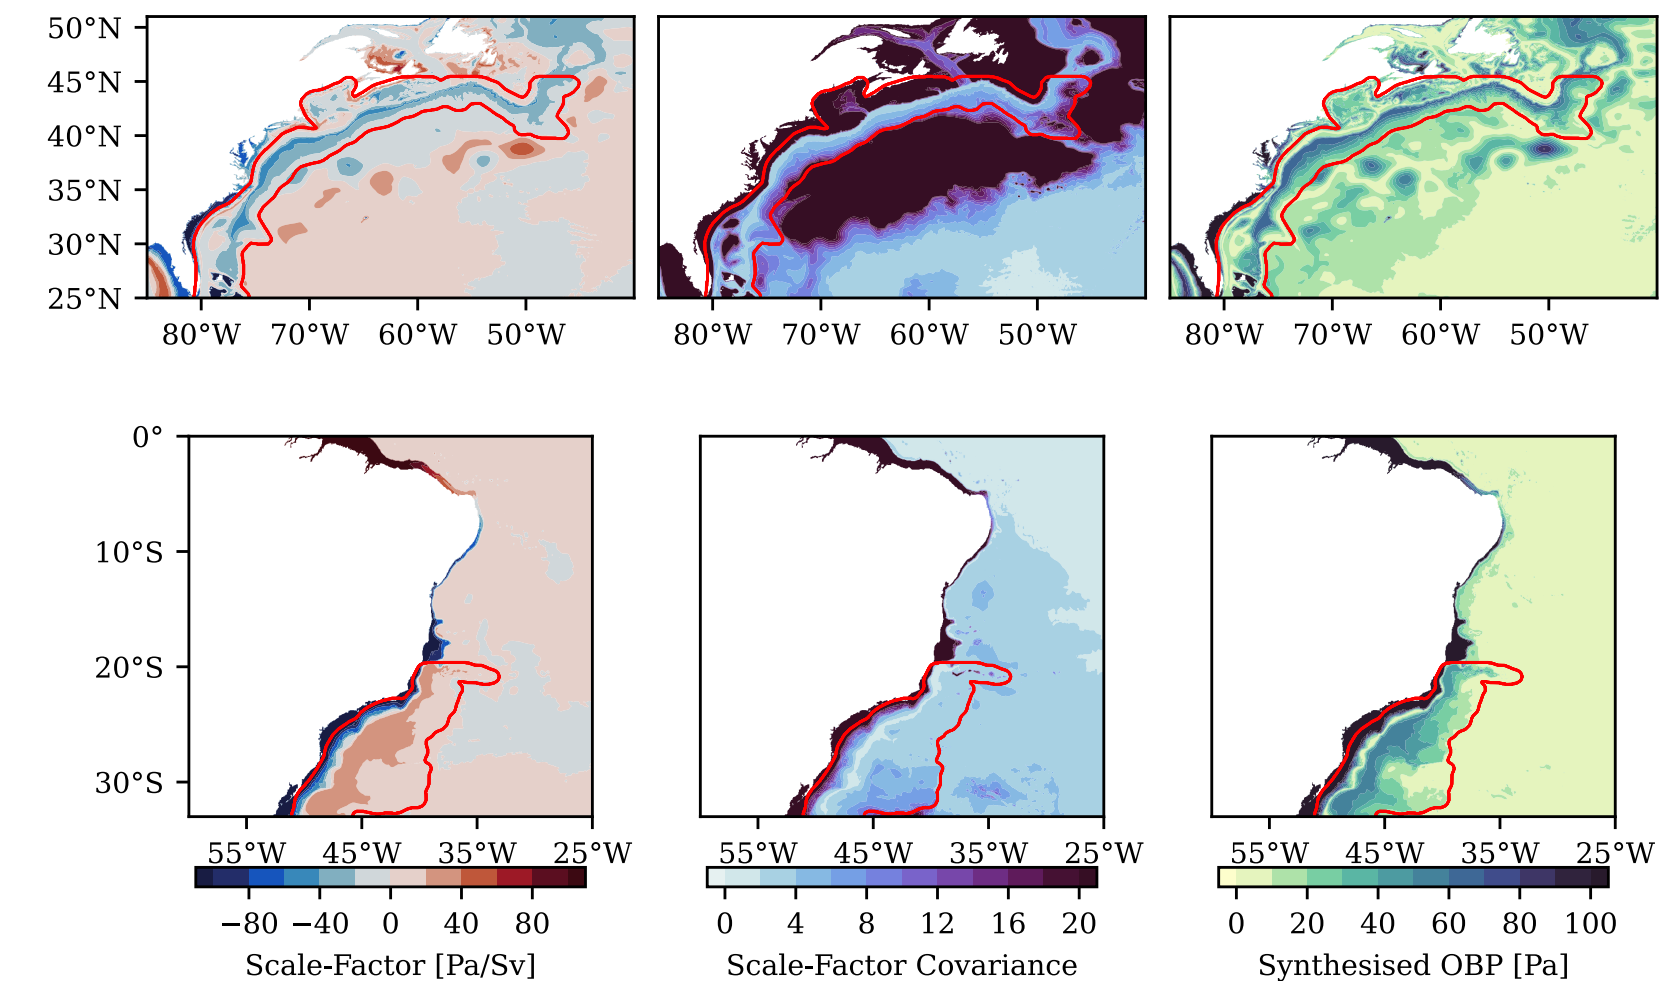 50°N
45°N
40°N
35°N
30°N
25°N
80°W 70°W 60°W 50°W
80°W 70°W 60°W 50°W
80°W 70°W 60°W 50°W
0°
10°S
20°S
30°S
55°W 45°W 35°W 25°W
55°W 45°W 35°W 25°W
55°W 45°W 35°W 25°W
−80 −40 0 40 80
0 4 8 12 16 20
0 20 40 60 80 100
Scale-Factor [Pa/Sv]
Scale-Factor Covariance
Synthesised OBP [Pa]